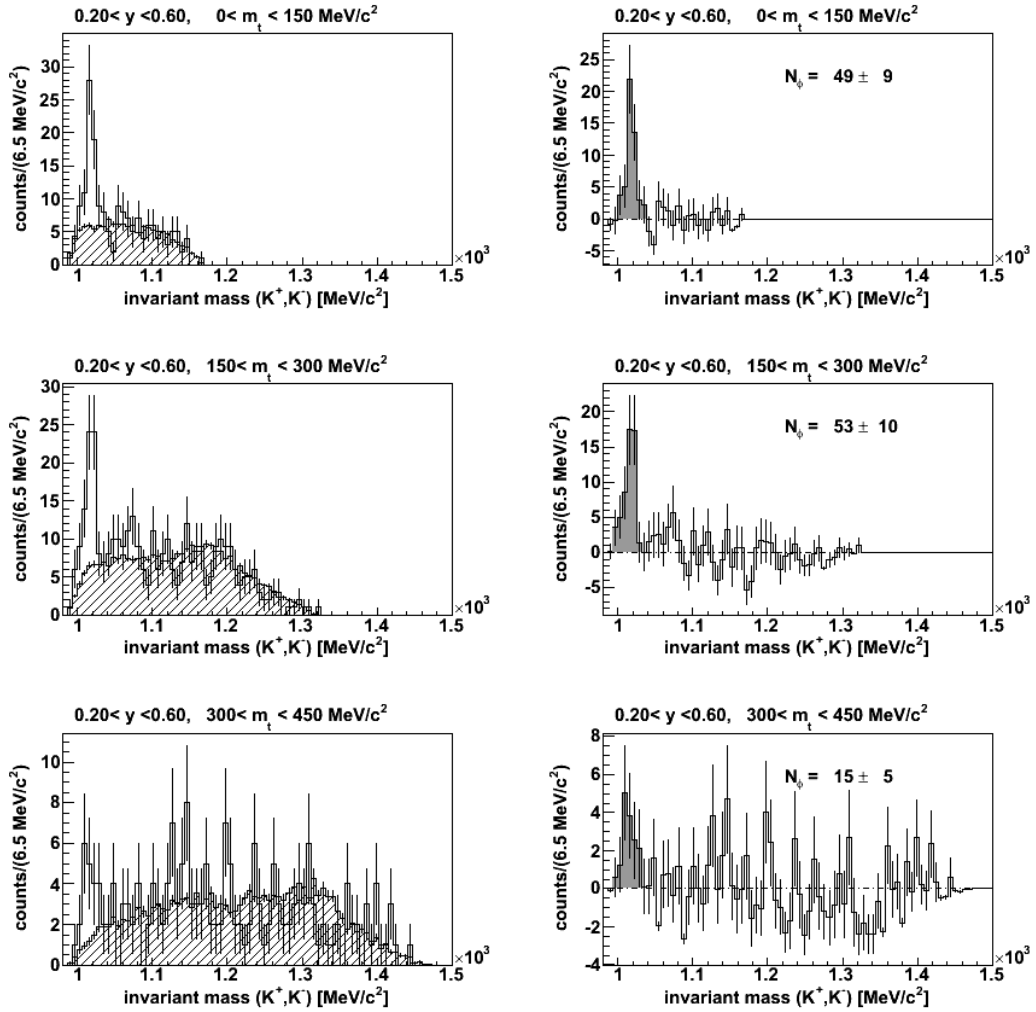 0.20< y <0.60, 0< m_t < 150 MeV/c²
counts/(6.5 MeV/c²)
30
25
20
15
10
5
0
1 1.1 1.2 1.3 1.4 1.5
×10³
invariant mass (K⁺,K⁻) [MeV/c²]
0.20< y <0.60, 0< m_t < 150 MeV/c²
N_ϕ = 49 ± 9
counts/(6.5 MeV/c²)
25
20
15
10
5
0
-5
1 1.1 1.2 1.3 1.4 1.5
×10³
invariant mass (K⁺,K⁻) [MeV/c²]
0.20< y <0.60, 150< m_t < 300 MeV/c²
counts/(6.5 MeV/c²)
30
25
20
15
10
5
0
1 1.1 1.2 1.3 1.4 1.5
×10³
invariant mass (K⁺,K⁻) [MeV/c²]
0.20< y <0.60, 150< m_t < 300 MeV/c²
N_ϕ = 53 ± 10
counts/(6.5 MeV/c²)
20
15
10
5
0
-5
1 1.1 1.2 1.3 1.4 1.5
×10³
invariant mass (K⁺,K⁻) [MeV/c²]
0.20< y <0.60, 300< m_t < 450 MeV/c²
counts/(6.5 MeV/c²)
10
8
6
4
2
0
1 1.1 1.2 1.3 1.4 1.5
×10³
invariant mass (K⁺,K⁻) [MeV/c²]
0.20< y <0.60, 300< m_t < 450 MeV/c²
N_ϕ = 15 ± 5
counts/(6.5 MeV/c²)
8
6
4
2
0
-2
-4
1 1.1 1.2 1.3 1.4 1.5
×10³
invariant mass (K⁺,K⁻) [MeV/c²]